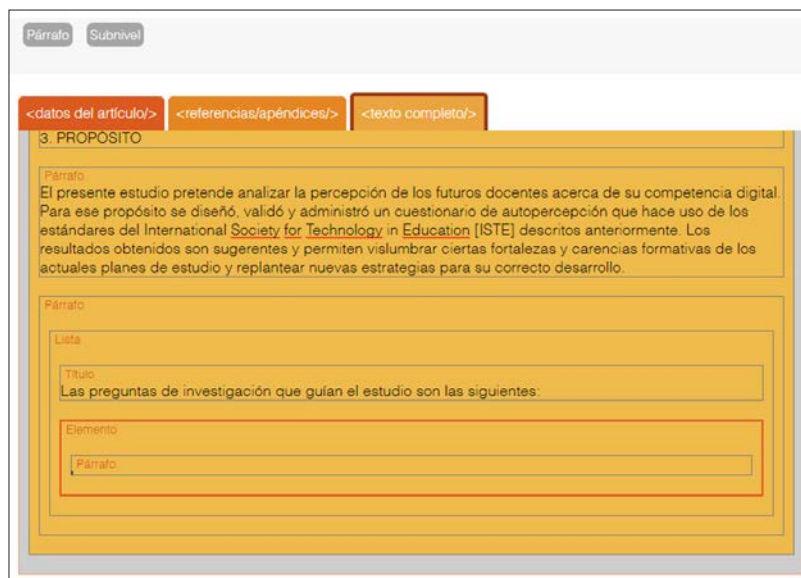 Párrafo Subnivel
<datos del artículo/> <referencias/apéndices/> <texto completo/>
3. PROPÓSITO
Párrafo
El presente estudio pretende analizar la percepción de los futuros docentes acerca de su competencia digital.
Para ese propósito se diseñó, validó y administró un cuestionario de autopercepción que hace uso de los
estándares del International Society for Technology in Education [ISTE] descritos anteriormente. Los
resultados obtenidos son sugerentes y permiten vislumbrar ciertas fortalezas y carencias formativas de los
actuales planes de estudio y replantear nuevas estrategias para su correcto desarrollo.
Párrafo
Lista
Título
Las preguntas de investigación que guían el estudio son las siguientes:
Elemento
Párrafo